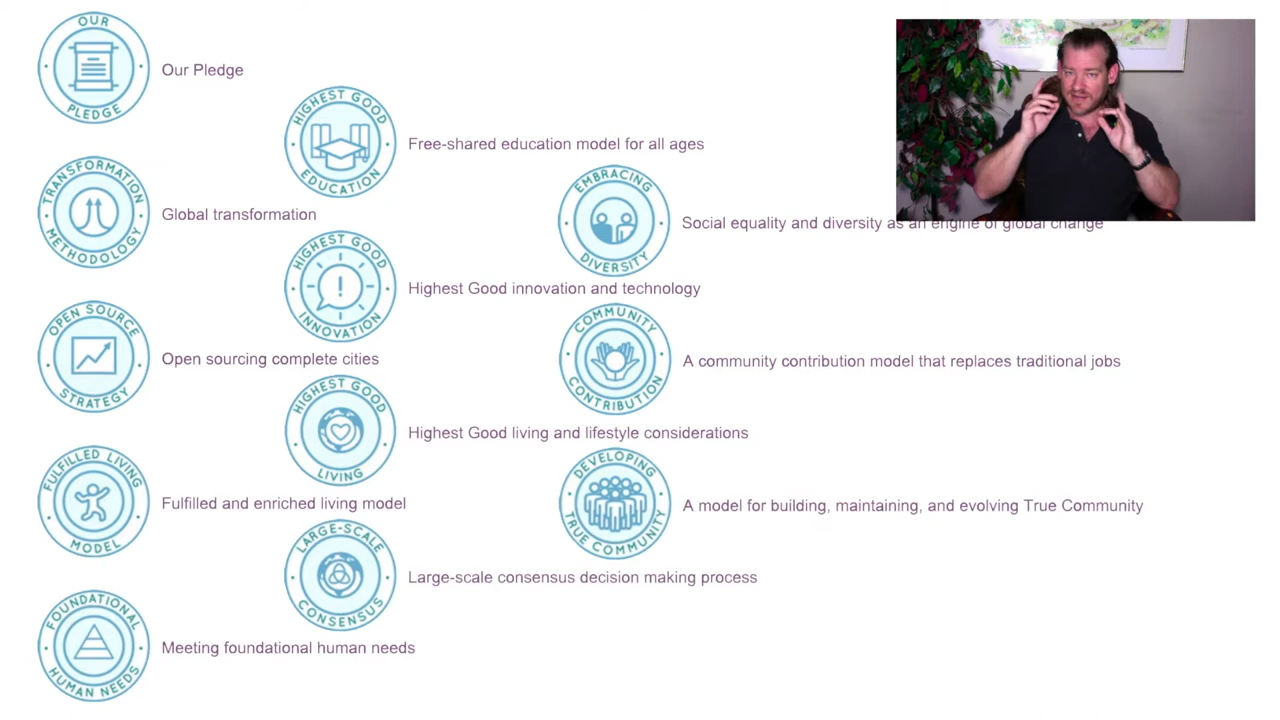 OUR
PLEDGE
Our Pledge
HIGHEST GOOD
EDUCATION
Free-shared education model for all ages
TRANSFORMATION
METHODOLOGY
Global transformation
EMBRACING
DIVERSITY
Social equality and diversity as an engine of global change
HIGHEST GOOD
INNOVATION
Highest Good innovation and technology
OPEN SOURCE
STRATEGY
Open sourcing complete cities
COMMUNITY
CONTRIBUTION
A community contribution model that replaces traditional jobs
HIGHEST GOOD
LIVING
Highest Good living and lifestyle considerations
FULFILLED LIVING
MODEL
Fulfilled and enriched living model
DEVELOPING
TRUE COMMUNITY
A model for building, maintaining, and evolving True Community
LARGE-SCALE
CONSENSUS
Large-scale consensus decision making process
FOUNDATIONAL
HUMAN NEEDS
Meeting foundational human needs